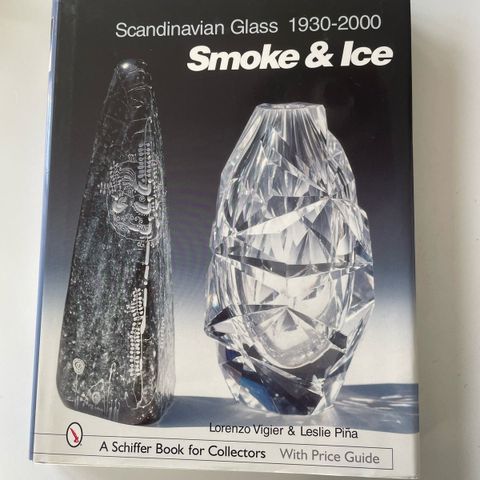 Scandinavian Glass 1930-2000
Smoke & Ice
Lorenzo Vigier & Leslie Piña
A Schiffer Book for Collectors With Price Guide